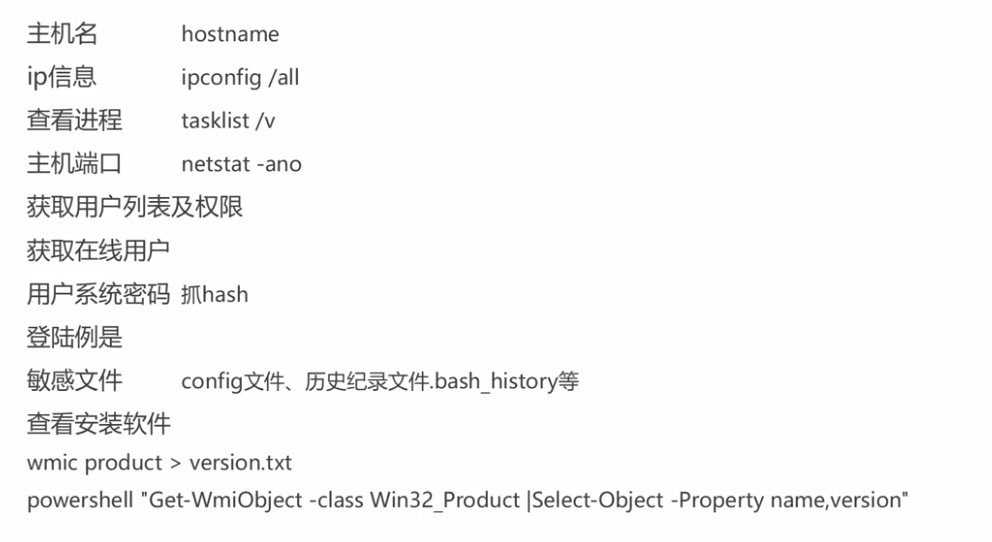 主机名 hostname
ip信息 ipconfig /all
查看进程 tasklist /v
主机端口 netstat -ano
获取用户列表及权限
获取在线用户
用户系统密码 抓hash
登陆例是
敏感文件 config文件、历史纪录文件.bash_history等
查看安装软件
wmic product > version.txt
powershell "Get-WmiObject -class Win32_Product |Select-Object -Property name,version"